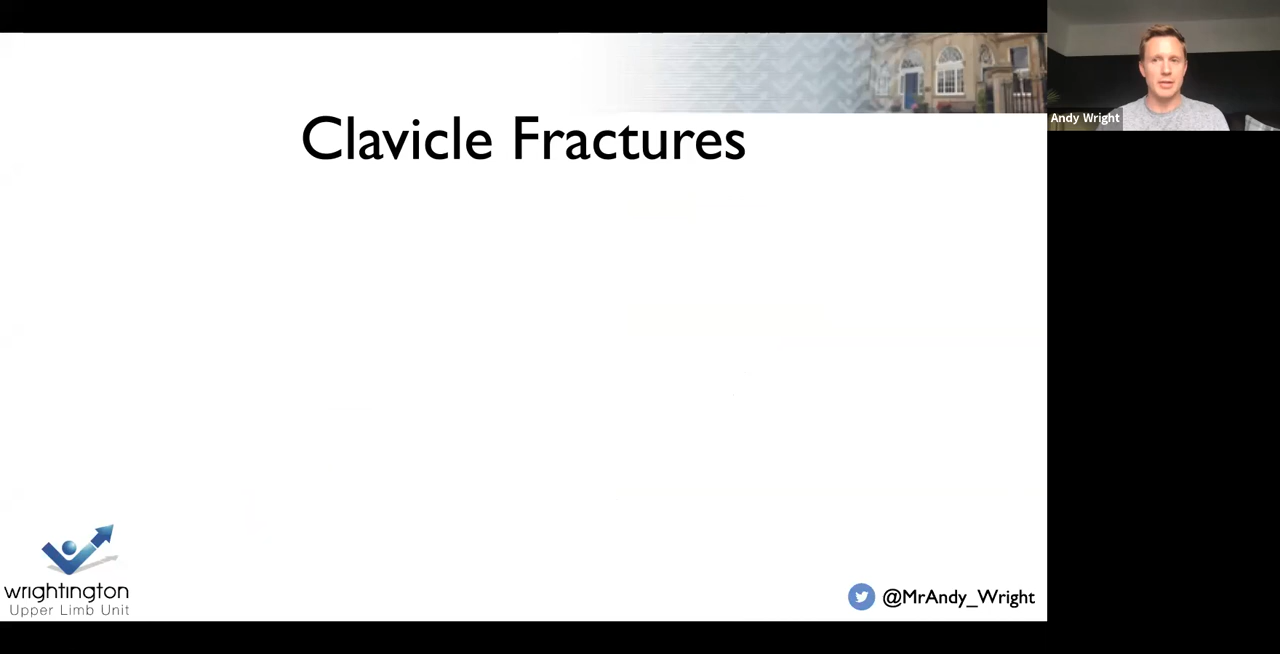 Clavicle Fractures
Andy Wright
wrightington
Upper Limb Unit
@MrAndy_Wright